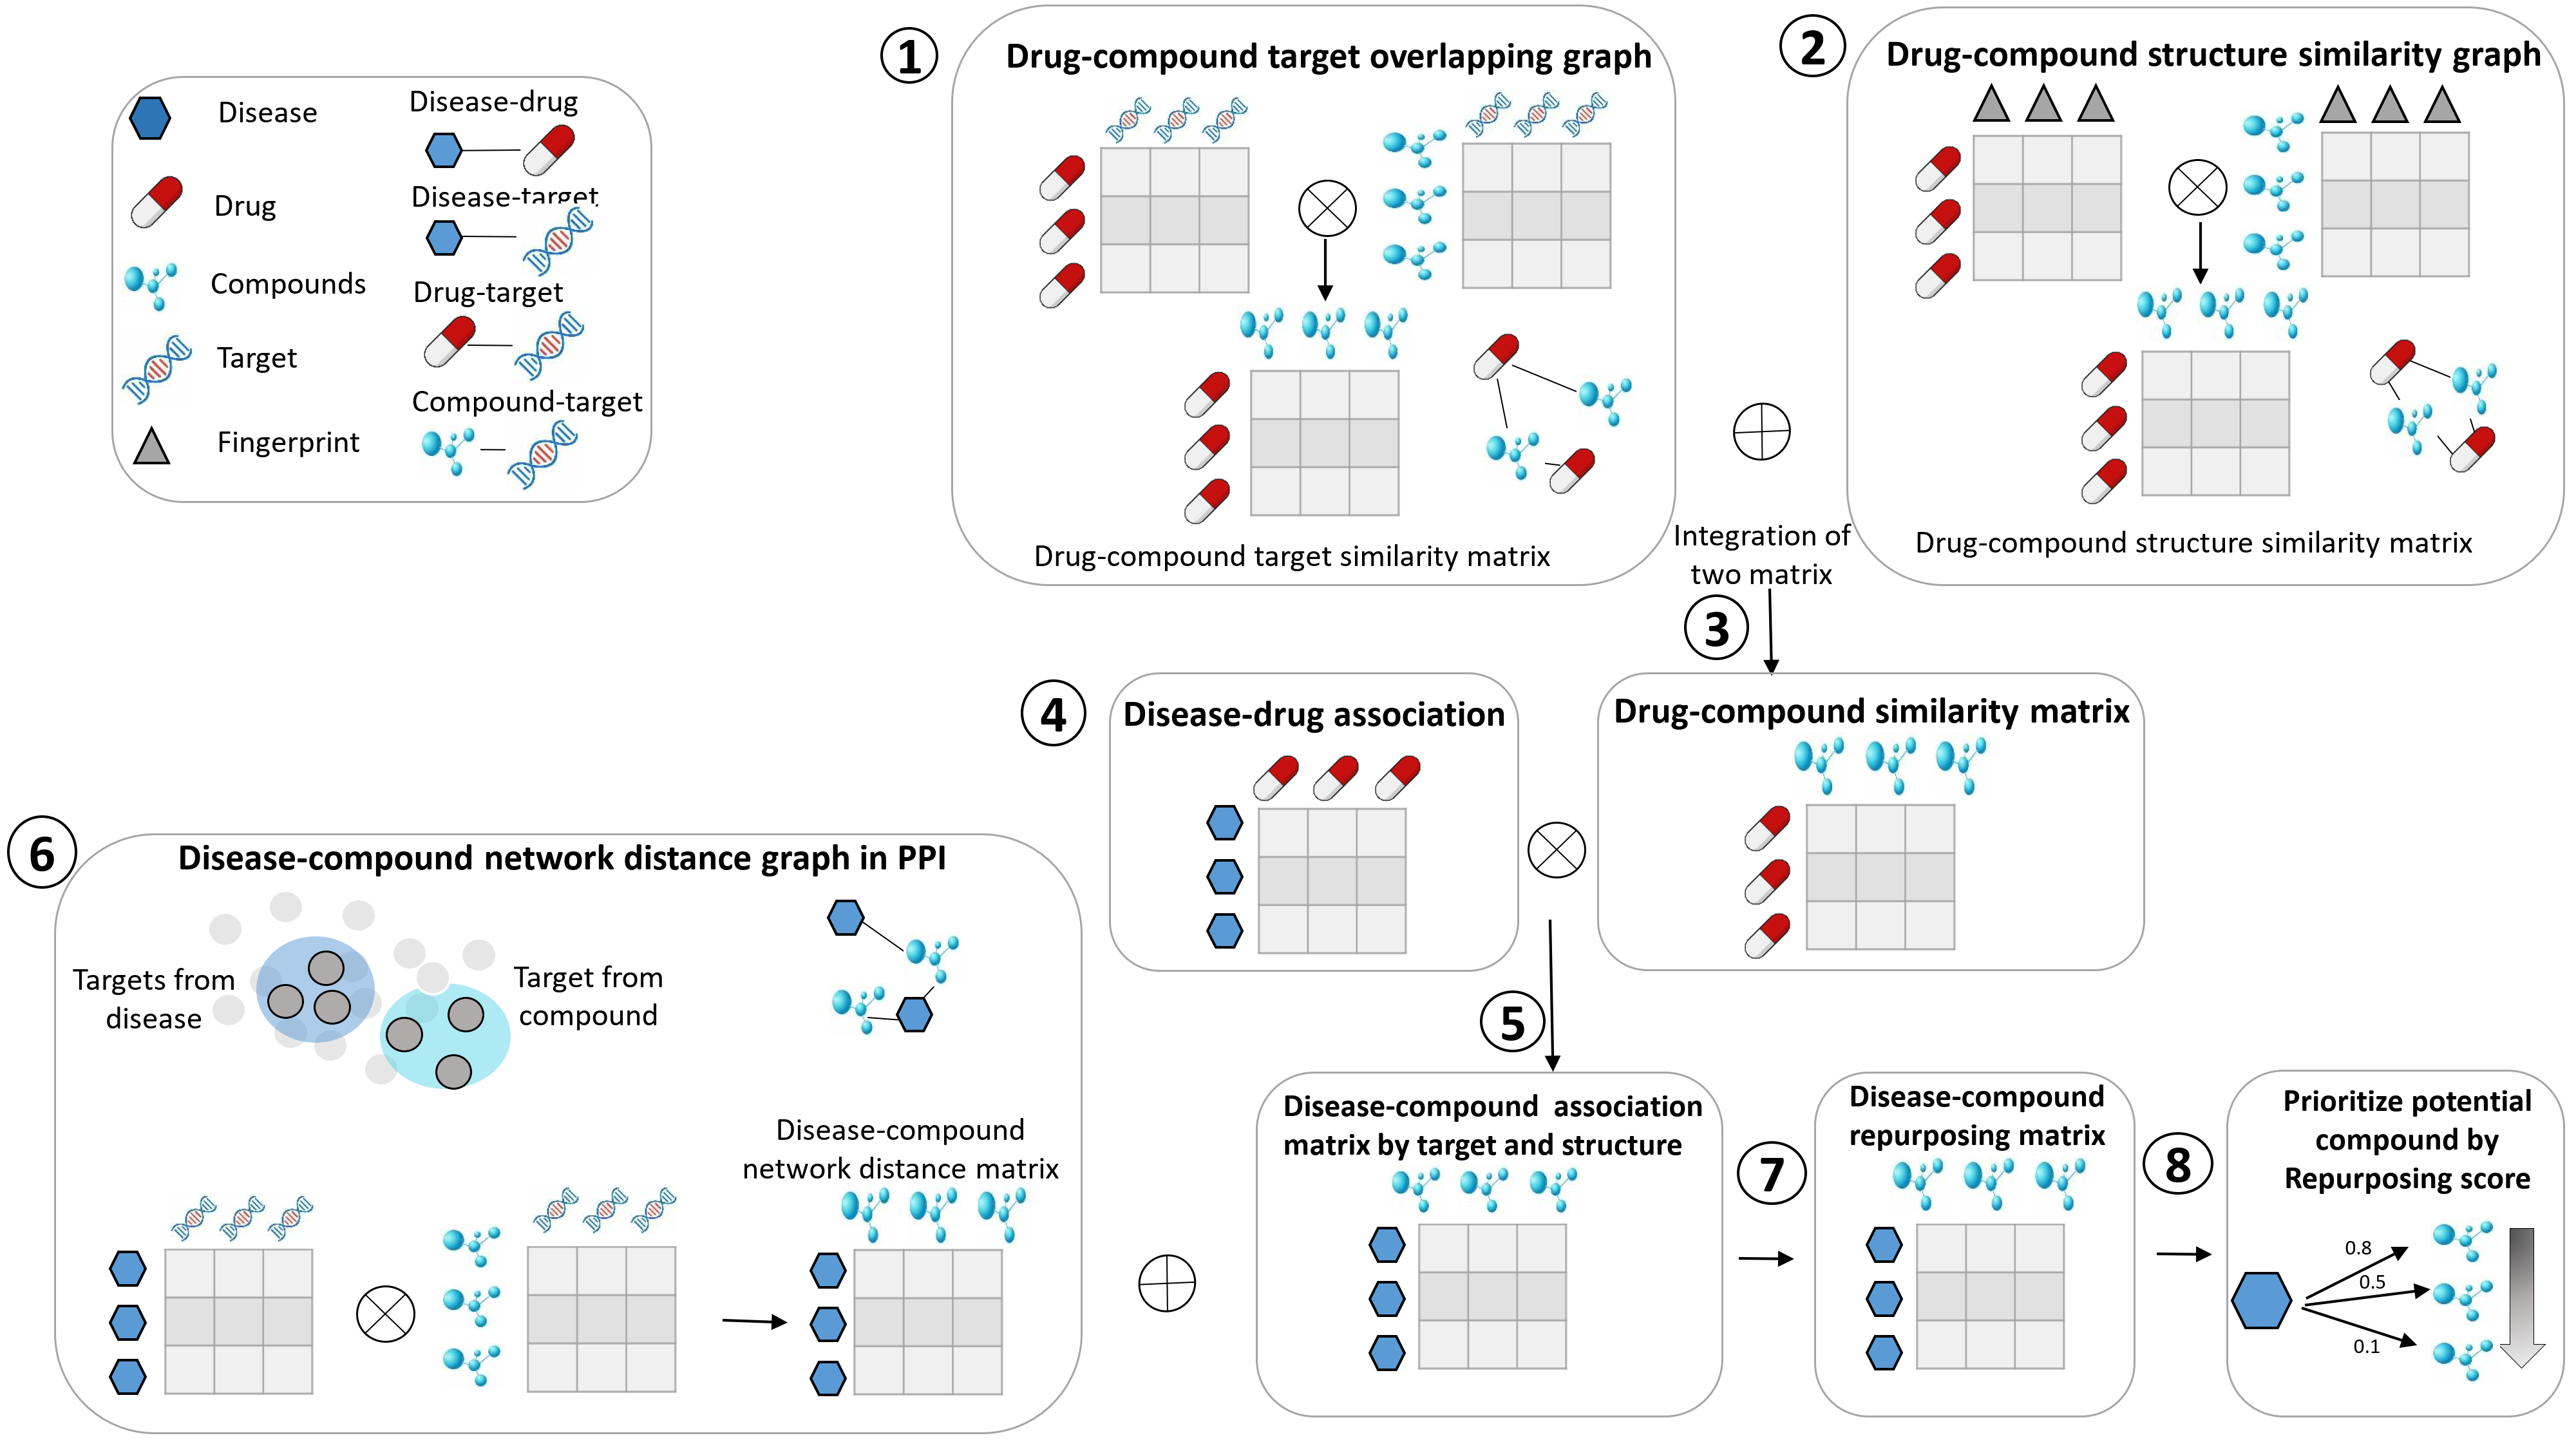 Disease
Drug
Compounds
Target
Fingerprint
Disease-drug
Disease-target
Drug-target
Compound-target
1
Drug-compound target overlapping graph
Drug-compound target similarity matrix
2
Drug-compound structure similarity graph
Drug-compound structure similarity matrix
Integration of
two matrix
3
4
Disease-drug association
Drug-compound similarity matrix
5
6
Disease-compound network distance graph in PPI
Targets from
disease
Target from
compound
Disease-compound
network distance matrix
Disease-compound association
matrix by target and structure
7
Disease-compound
repurposing matrix
8
Prioritize potential
compound by
Repurposing score
0.8
0.5
0.1